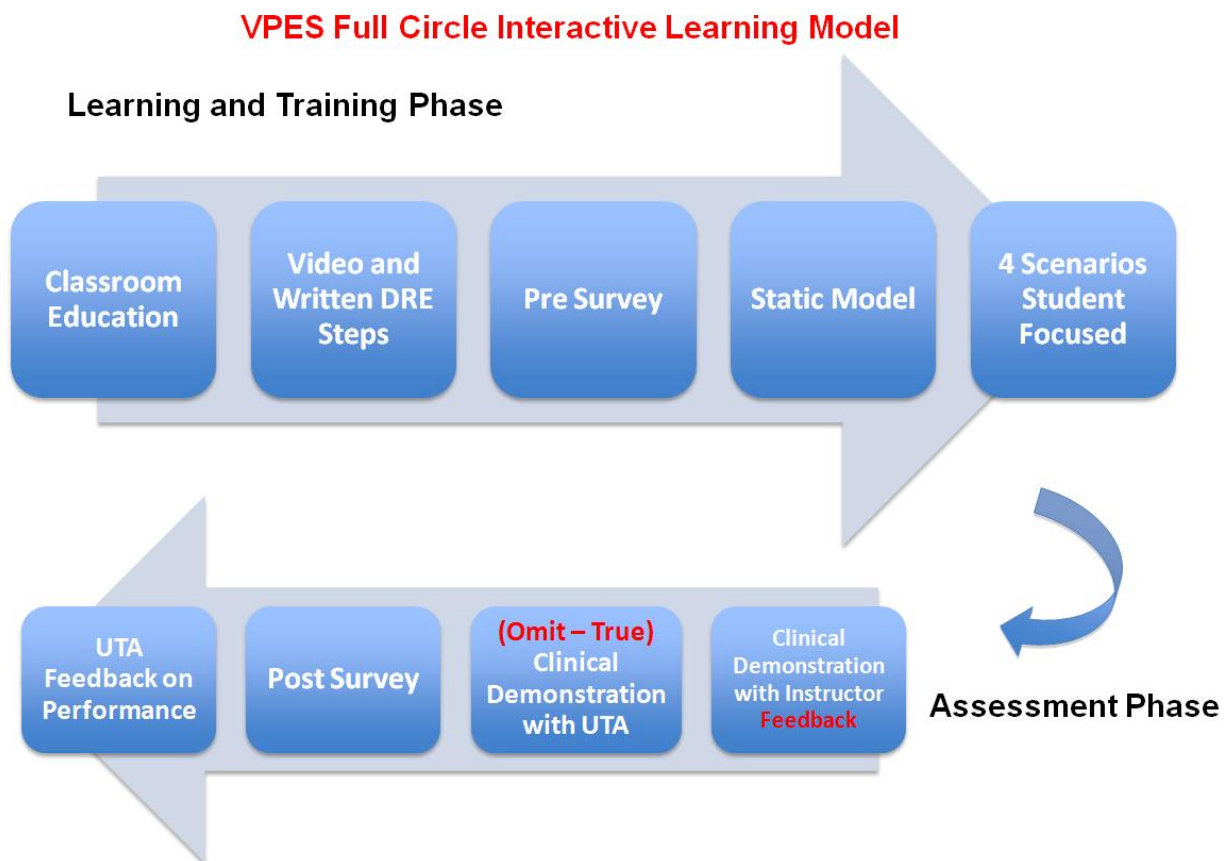 VPES Full Circle Interactive Learning Model
Learning and Training Phase
Classroom
Education
Video and
Written DRE
Steps
Pre Survey
Static Model
4 Scenarios
Student
Focused
UTA
Feedback on
Performance
Post Survey
(Omit – True)
Clinical
Demonstration
with UTA
Clinical
Demonstration
with Instructor
Feedback
Assessment Phase